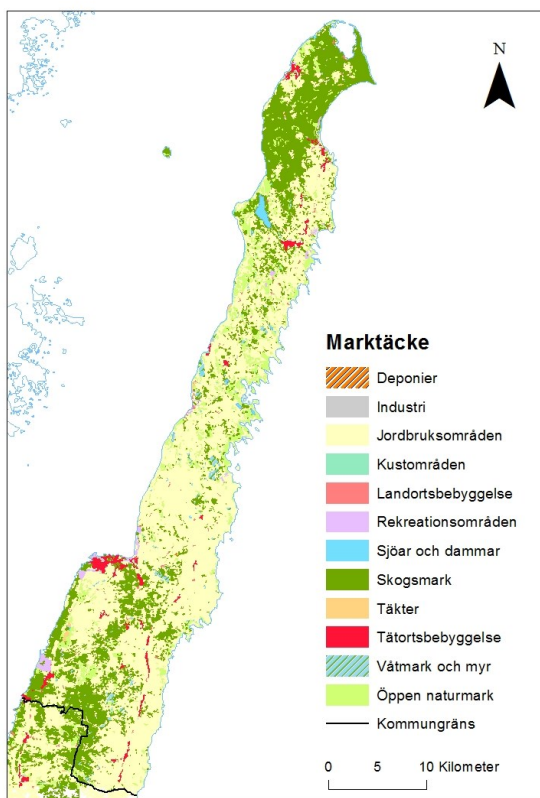 N
Marktäcke
Deponier
Industri
Jordbruksområden
Kustområden
Landortsbebyggelse
Rekreationsområden
Sjöar och dammar
Skogsmark
Täkter
Tätortsbebyggelse
Våtmark och myr
Öppen naturmark
Kommungräns
0 5 10 Kilometer